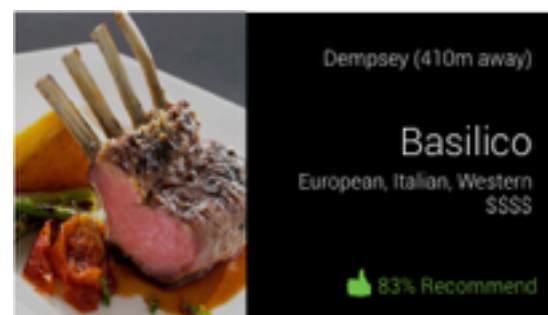 Dempsey (410m away)
Basilico
European, Italian, Western
$$$$
83% Recommend